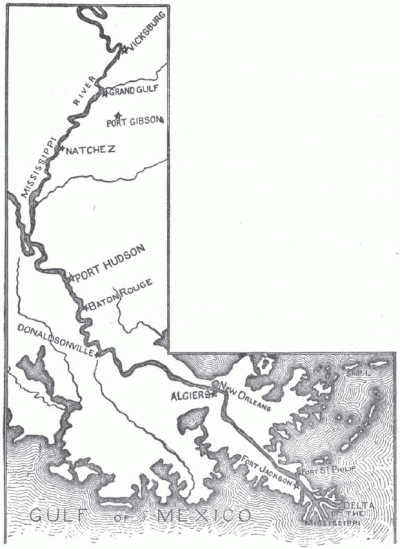 VICKSBURG
GRAND GULF
PORT GIBSON
NATCHEZ
MISSISSIPPI RIVER
PORT HUDSON
BATON ROUGE
DONALDSONVILLE
SHIP I.
NEW ORLEANS
ALGIERS
FORT JACKSON
FORT ST PHILIP
DELTA
OF THE
MISSISSIPPI
GULF OF MEXICO